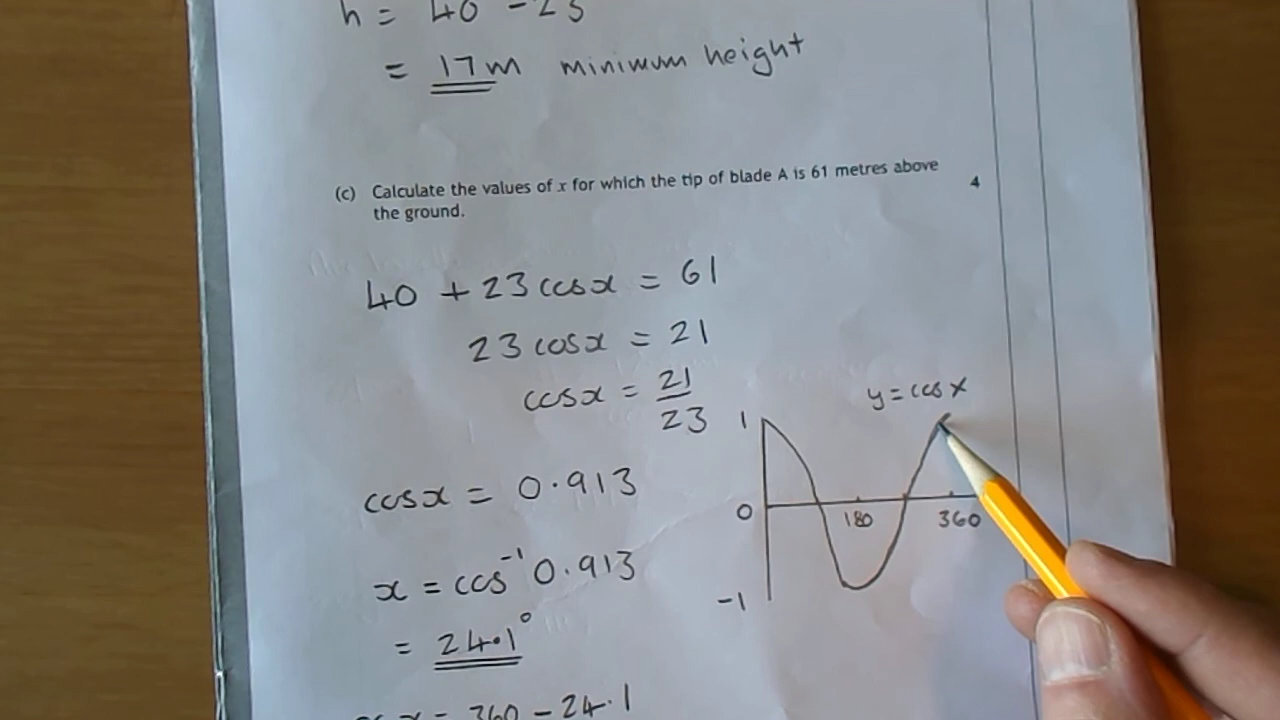 h = 40 - 23
= 17m minimum height
(c) Calculate the values of x for which the tip of blade A is 61 metres above
the ground.
4
40 + 23 cos x = 61
23 cos x = 21
cos x = 21/23
cos x = 0.913
x = cos⁻¹ 0.913
= 24.1°
x = 360 - 24.1
y = cos x
1
0
180
360
-1